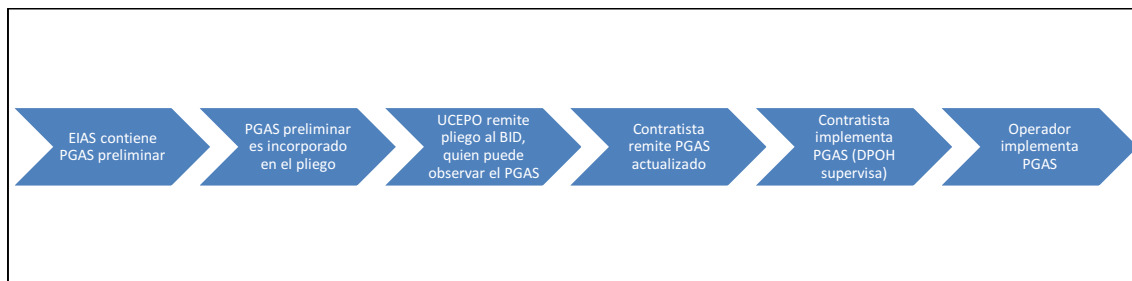 EIAS contiene
PGAS preliminar
PGAS preliminar
es incorporado
en el pliego
UCEPO remite
pliego al BID,
quien puede
observar el PGAS
Contratista
remite PGAS
actualizado
Contratista
implementa
PGAS (DPOH
supervisa)
Operador
implementa
PGAS